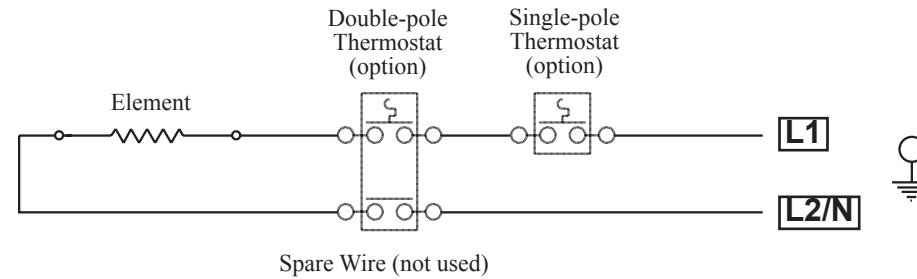 Double-pole
Thermostat
(option)
Single-pole
Thermostat
(option)
Element
L1
L2/N
Spare Wire (not used)